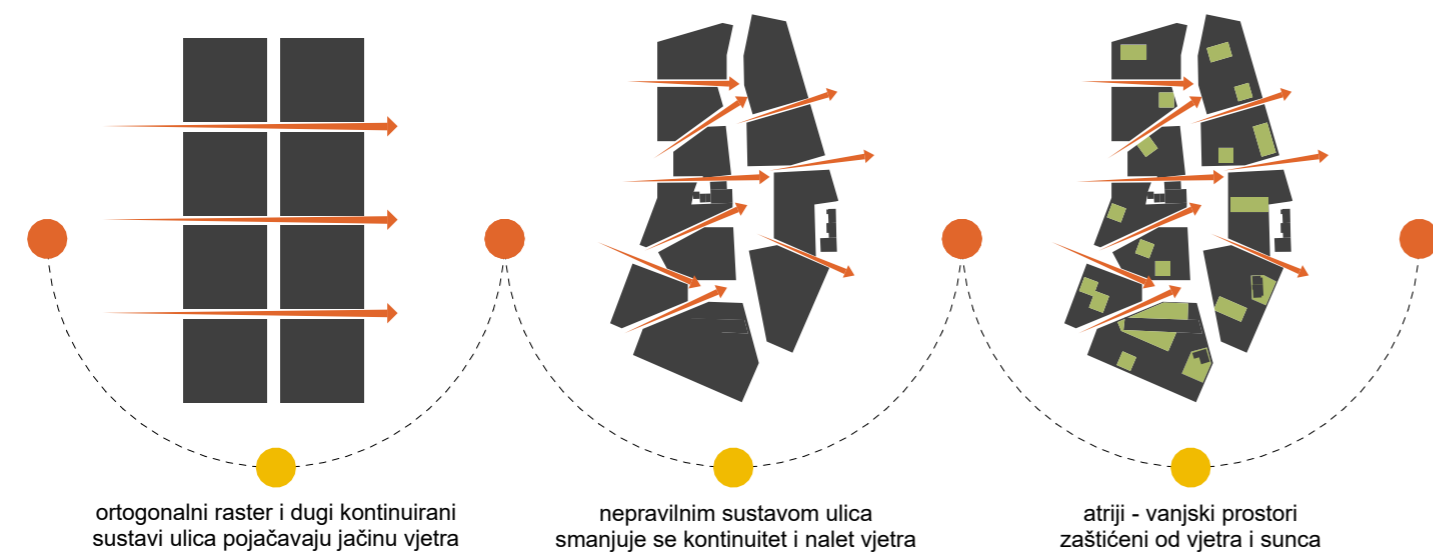 ortogonalni raster i dugi kontinuirani
sustavi ulica pojačavaju jačinu vjetra
nepravilnim sustavom ulica
smanjuje se kontinuitet i nalet vjetra
atriji - vanjski prostori
zaštićeni od vjetra i sunca